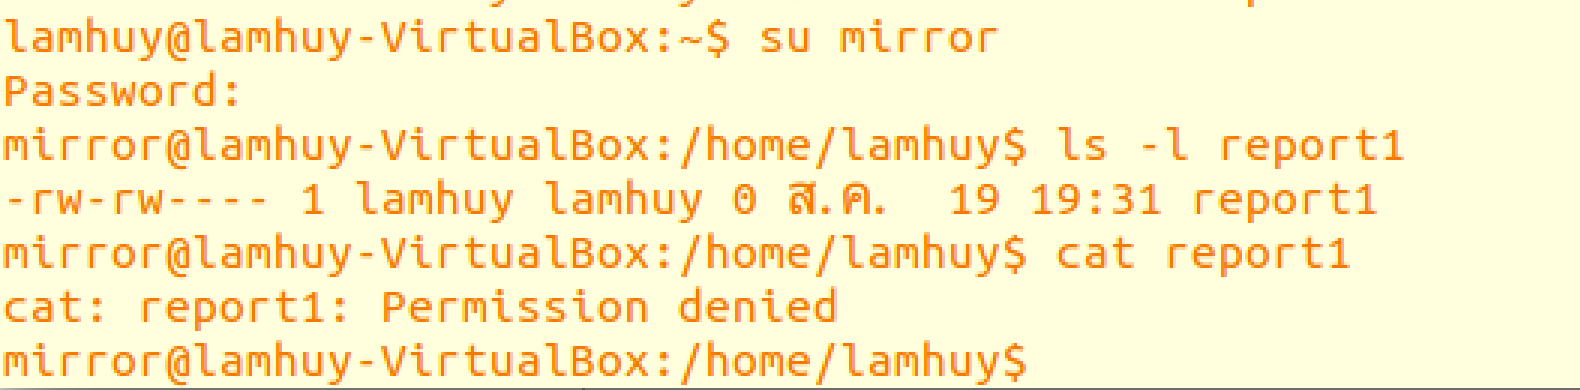 lamhuy@lamhuy-VirtualBox:~$ su mirror
Password:
mirror@lamhuy-VirtualBox:/home/lamhuy$ ls -l report1
-rw-rw---- 1 lamhuy lamhuy 0 ส.ค.  19 19:31 report1
mirror@lamhuy-VirtualBox:/home/lamhuy$ cat report1
cat: report1: Permission denied
mirror@lamhuy-VirtualBox:/home/lamhuy$